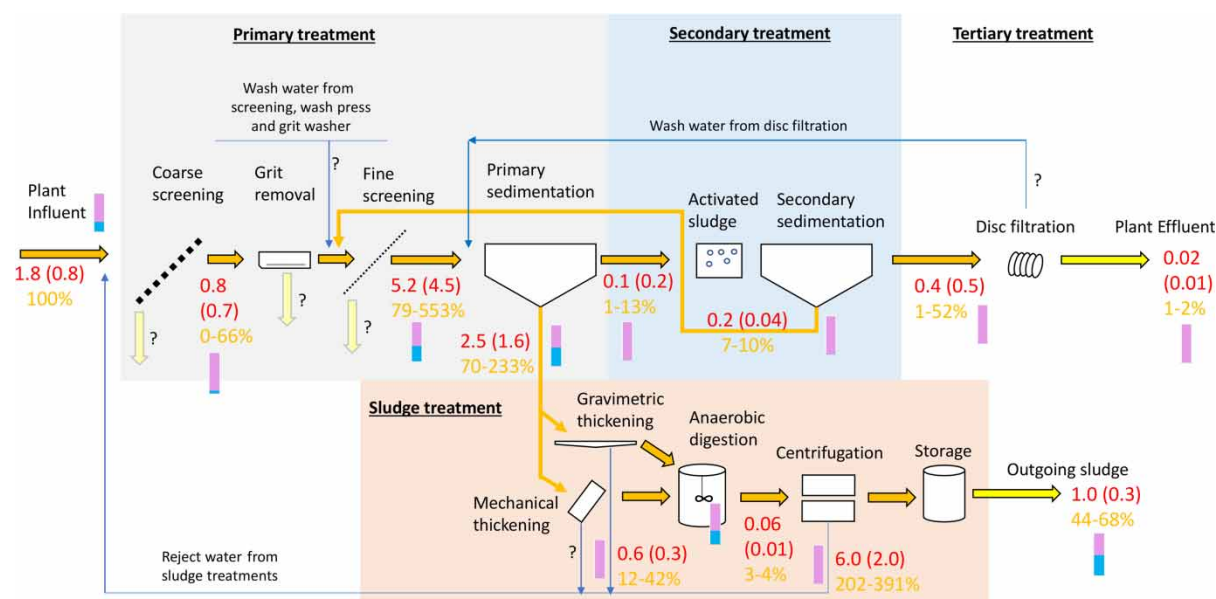 Primary treatment
Secondary treatment
Tertiary treatment
Wash water from
screening, wash press
and grit washer
Wash water from disc filtration
?
?
Plant
Influent
Coarse
screening
Grit
removal
Fine
screening
Primary
sedimentation
Activated
sludge
Secondary
sedimentation
Disc filtration
Plant Effluent
1.8 (0.8)
100%
0.8
(0.7)
0-66%
?
?
?
5.2 (4.5)
79-553%
2.5 (1.6)
70-233%
0.1 (0.2)
1-13%
0.2 (0.04)
7-10%
0.4 (0.5)
1-52%
0.02
(0.01)
1-2%
Sludge treatment
Gravimetric
thickening
Anaerobic
digestion
Centrifugation
Storage
Outgoing sludge
1.0 (0.3)
44-68%
Mechanical
thickening
?
0.6 (0.3)
12-42%
0.06
(0.01)
3-4%
6.0 (2.0)
202-391%
Reject water from
sludge treatments